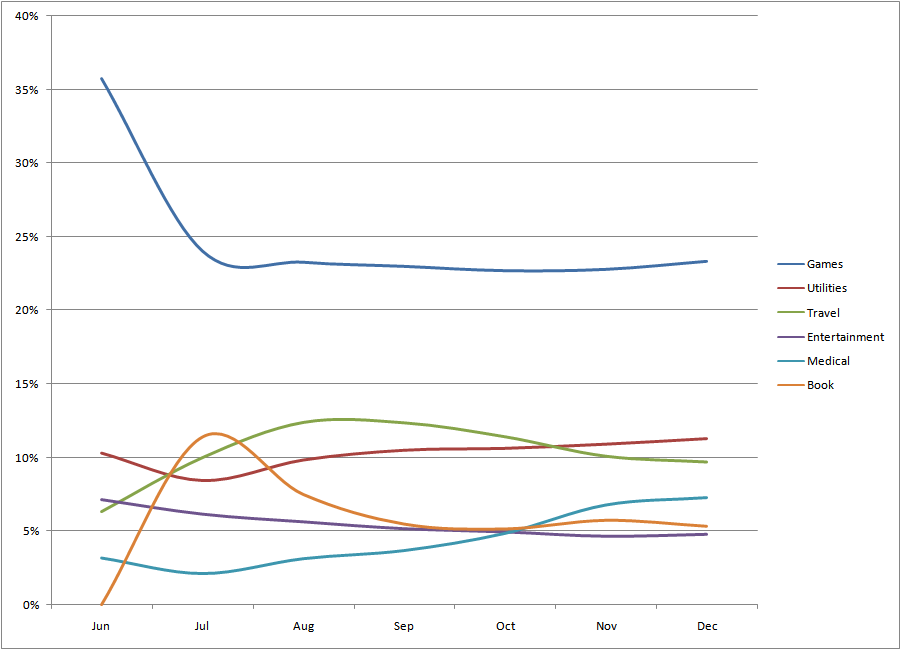 40%
35%
30%
25%
20%
15%
10%
5%
0%
Jun Jul Aug Sep Oct Nov Dec
Games
Utilities
Travel
Entertainment
Medical
Book